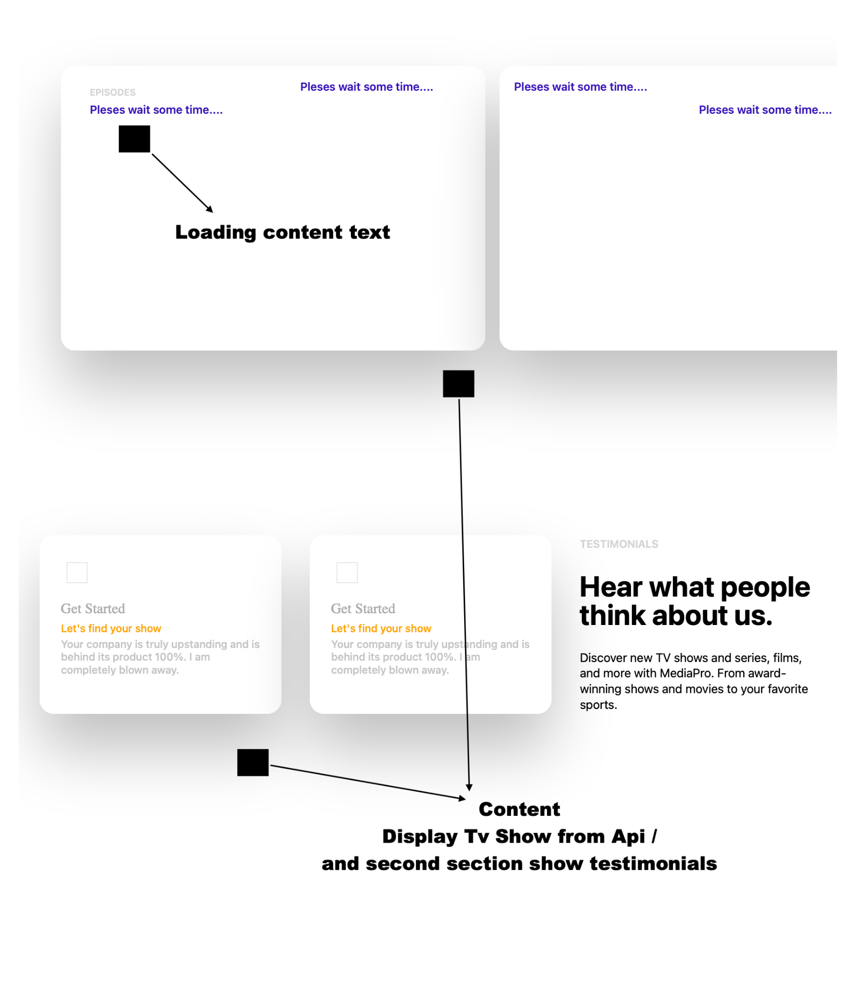 EPISODES
Pleses wait some time....
Pleses wait some time....
Pleses wait some time....
Pleses wait some time....
Loading content text
Get Started
Let's find your show
Your company is truly upstanding and is
behind its product 100%. I am
completely blown away.
Get Started
Let's find your show
Your company is truly upstanding and is
behind its product 100%. I am
completely blown away.
TESTIMONIALS
Hear what people
think about us.
Discover new TV shows and series, films,
and more with MediaPro. From award-
winning shows and movies to your favorite
sports.
Content
Display Tv Show from Api /
and second section show testimonials